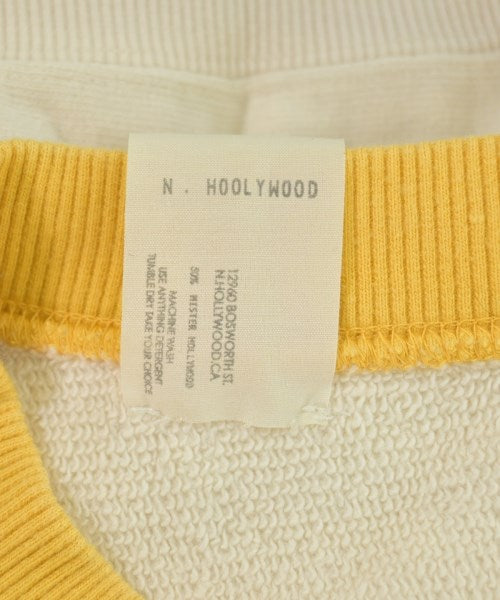 N. HOOLYWOOD
12960 BOSWORTH ST.
N.HOLLYWOOD.CA
50% MISTER HOLLYWOOD
MACHINE WASH
USE ANYTHING DETERGENT
TUMBLE DRY TAKE YOUR CHOICE